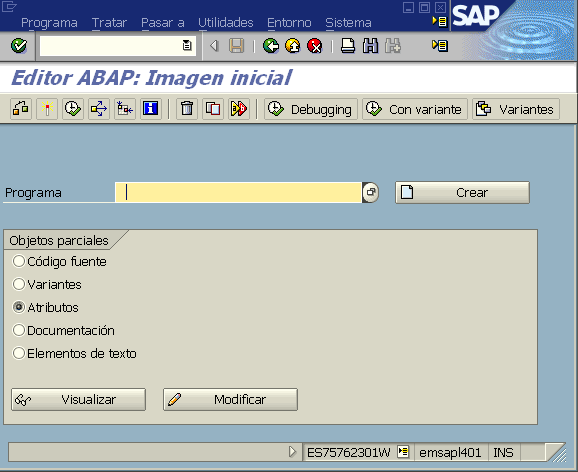 Programa Tratar Pasar a Utilidades Entorno Sistema
SAP
Editor ABAP: Imagen inicial
Debugging Con variante Variantes
Programa Crear
Objetos parciales
Código fuente
Variantes
Atributos
Documentación
Elementos de texto
Visualizar Modificar
ES75762301W emsapl401 INS